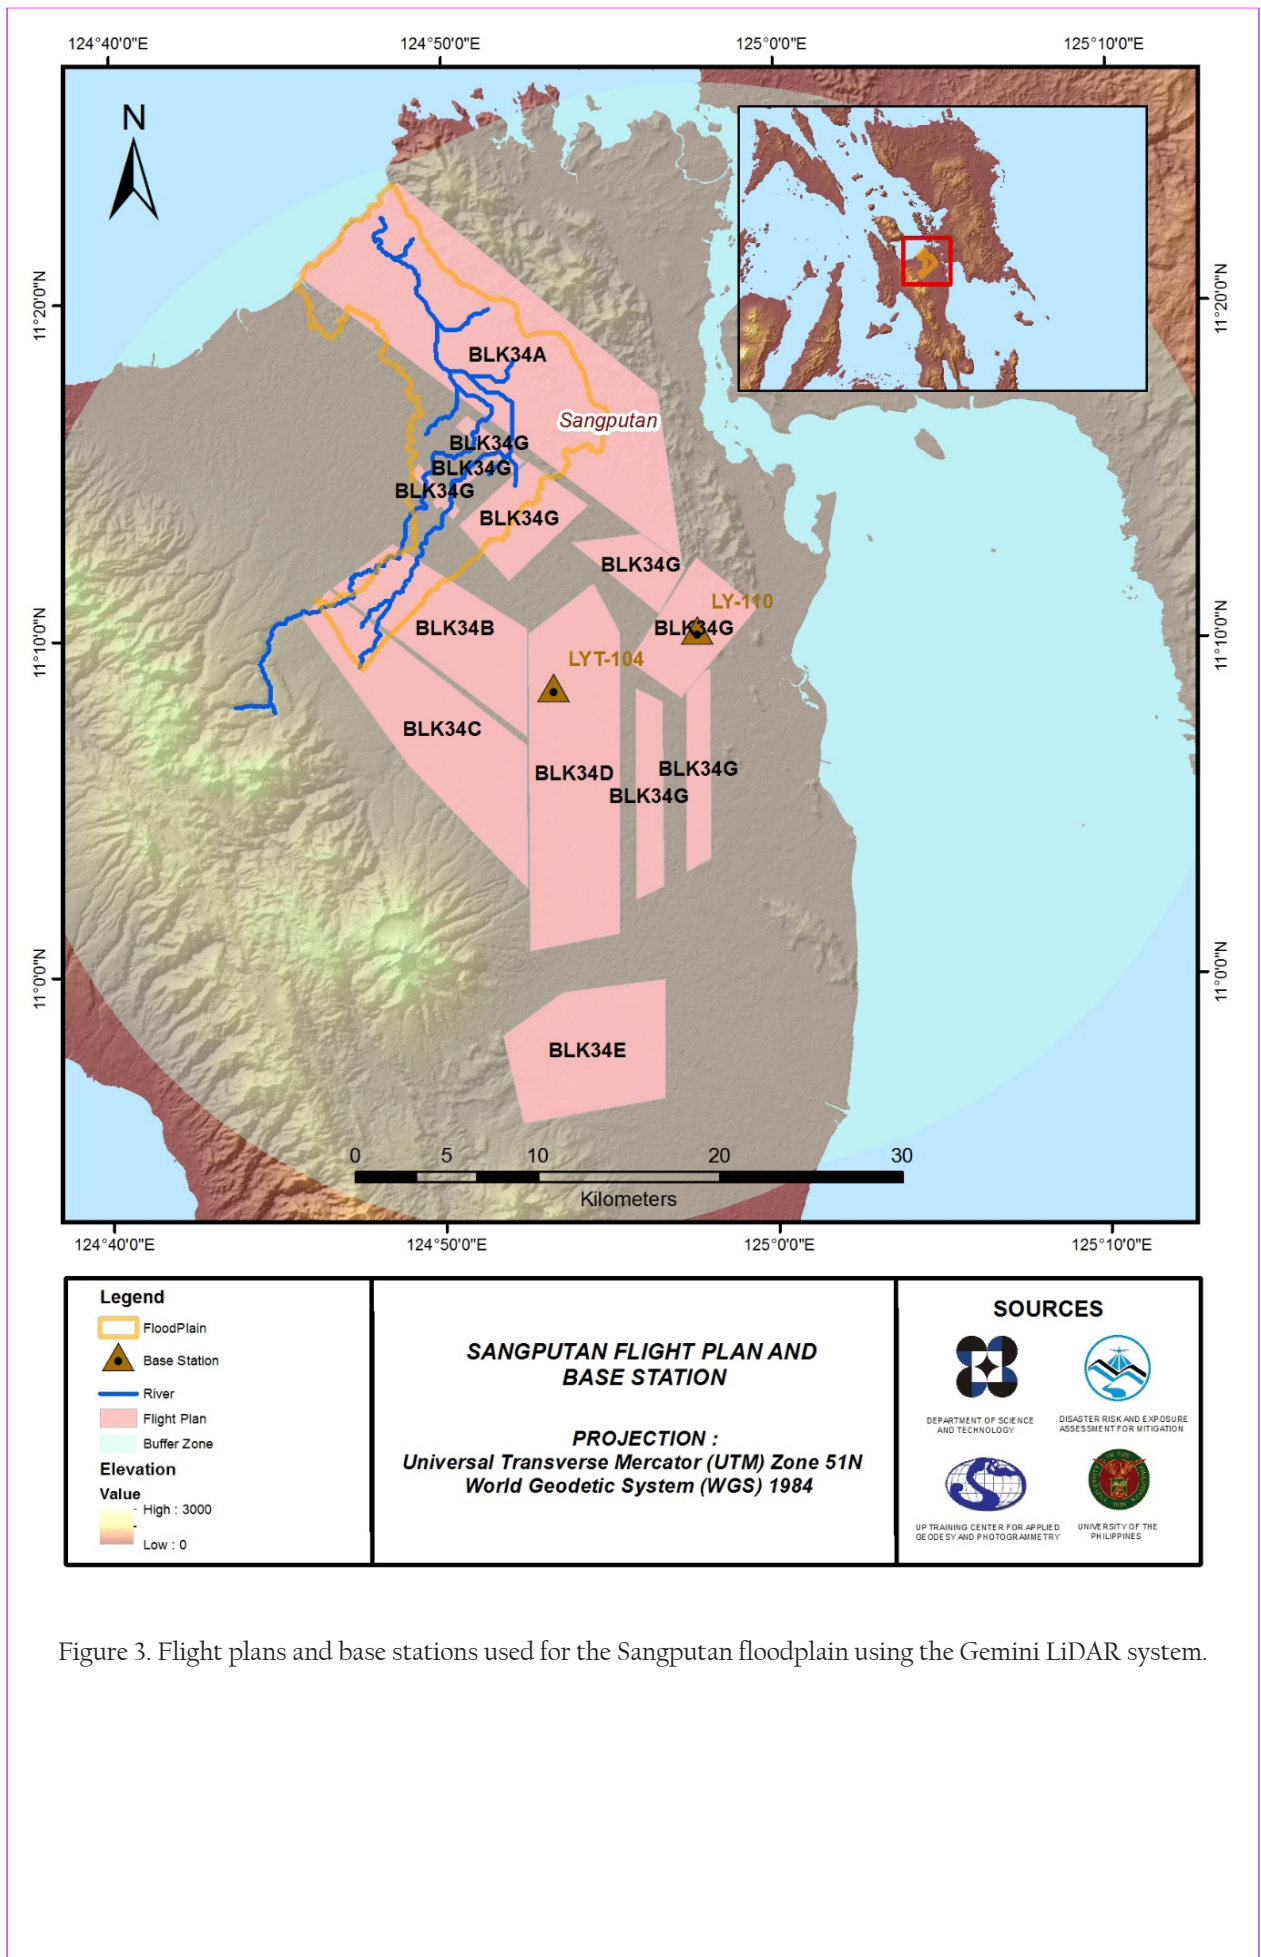 124°40'0"E
124°50'0"E
125°0'0"E
125°10'0"E
N
11°20'0"N
11°20'0"N
BLK34A
Sangputan
BLK34G
BLK34G
BLK34G
BLK34G
BLK34G
LY-110
BLK34G
BLK34B
11°10'0"N
11°10'0"N
LYT-104
BLK34C
BLK34D
BLK34G
BLK34G
11°0'0"N
11°0'0"N
BLK34E
0 5 10 20 30
Kilometers
124°40'0"E
124°50'0"E
125°0'0"E
125°10'0"E
Legend
FloodPlain
Base Station
River
Flight Plan
Buffer Zone
Elevation
Value
High : 3000
Low : 0
SANGPUTAN FLIGHT PLAN AND
BASE STATION
PROJECTION :
Universal Transverse Mercator (UTM) Zone 51N
World Geodetic System (WGS) 1984
SOURCES
DEPARTMENT OF SCIENCE
AND TECHNOLOGY
DISASTER RISK AND EXPOSURE
ASSESSMENT FOR MITIGATION
UP TRAINING CENTER FOR APPLIED
GEODESY AND PHOTOGRAMMETRY
UNIVERSITY OF THE
PHILIPPINES
Figure 3. Flight plans and base stations used for the Sangputan floodplain using the Gemini LiDAR system.